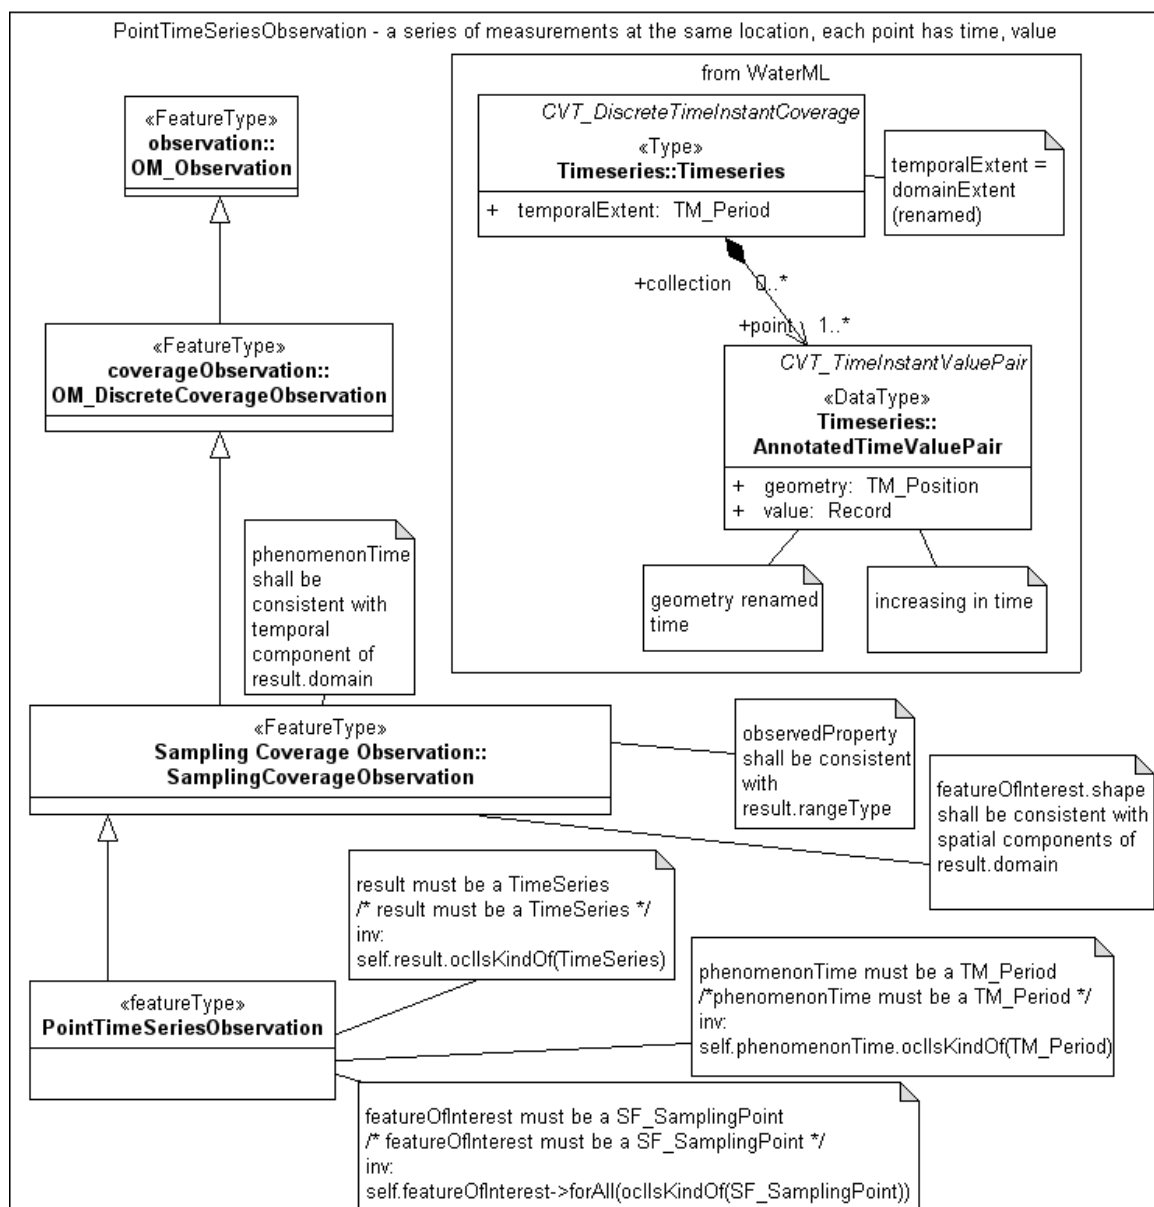 PointTimeSeriesObservation - a series of measurements at the same location, each point has time, value
from WaterML
CVT_DiscreteTimeInstantCoverage
«Type»
Timeseries::Timeseries
+ temporalExtent: TM_Period
temporalExtent =
domainExtent
(renamed)
+collection 0..*
+point 1..*
CVT_TimeInstantValuePair
«DataType»
Timeseries::
AnnotatedTimeValuePair
+ geometry: TM_Position
+ value: Record
geometry renamed
time
increasing in time
«FeatureType»
observation::
OM_Observation
«FeatureType»
coverageObservation::
OM_DiscreteCoverageObservation
phenomenonTime
shall be
consistent with
temporal
component of
result.domain
«FeatureType»
Sampling Coverage Observation::
SamplingCoverageObservation
observedProperty
shall be consistent
with
result.rangeType
featureOfInterest.shape
shall be consistent with
spatial components of
result.domain
result must be a TimeSeries
/* result must be a TimeSeries */
inv:
self.result.oclIsKindOf(TimeSeries)
«featureType»
PointTimeSeriesObservation
phenomenonTime must be a TM_Period
/*phenomenonTime must be a TM_Period */
inv:
self.phenomenonTime.oclIsKindOf(TM_Period)
featureOfInterest must be a SF_SamplingPoint
/* featureOfInterest must be a SF_SamplingPoint */
inv:
self.featureOfInterest->forAll(oclIsKindOf(SF_SamplingPoint))